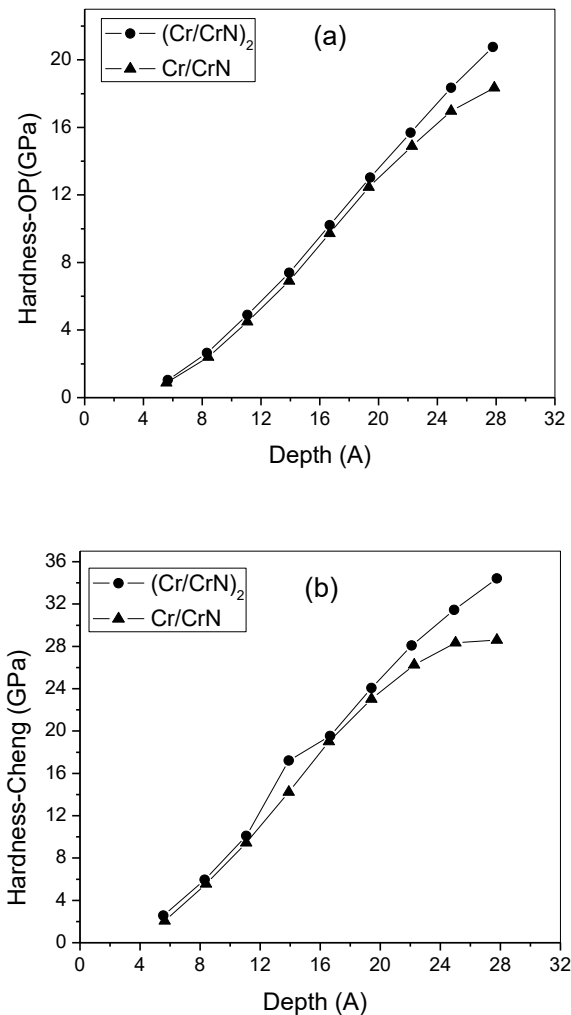 (a)
(Cr/CrN)2
Cr/CrN
Hardness-OP(GPa)
20
16
12
8
4
0
0 4 8 12 16 20 24 28 32
Depth (A)
(b)
(Cr/CrN)2
Cr/CrN
Hardness-Cheng (GPa)
36
32
28
24
20
16
12
8
4
0
0 4 8 12 16 20 24 28 32
Depth (A)